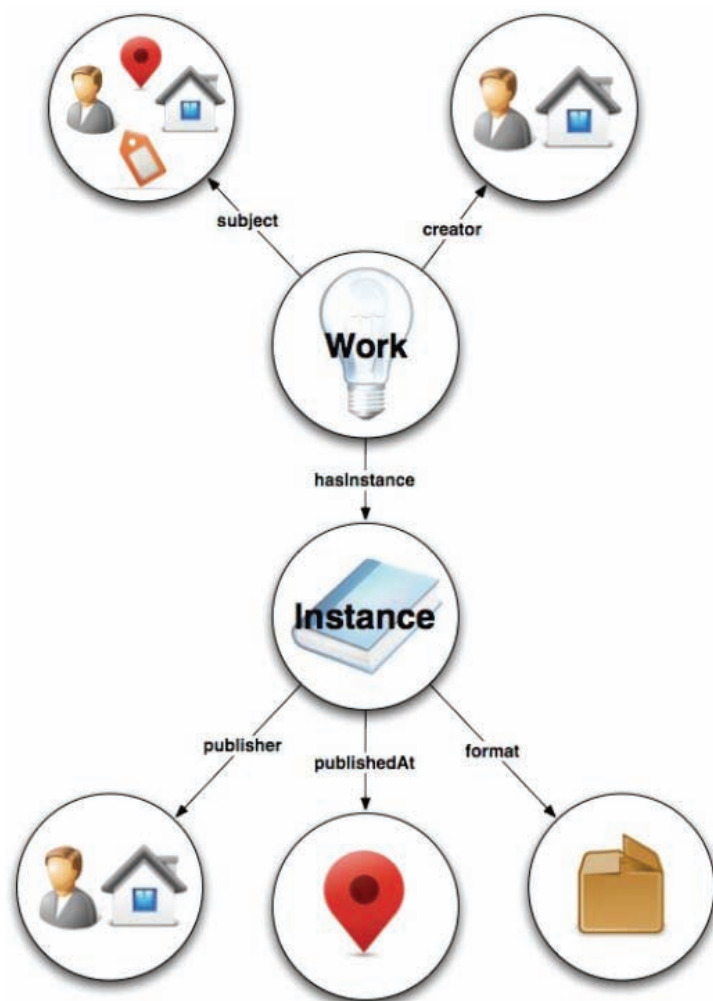 subject
creator
Work
hasInstance
Instance
publisher
publishedAt
format